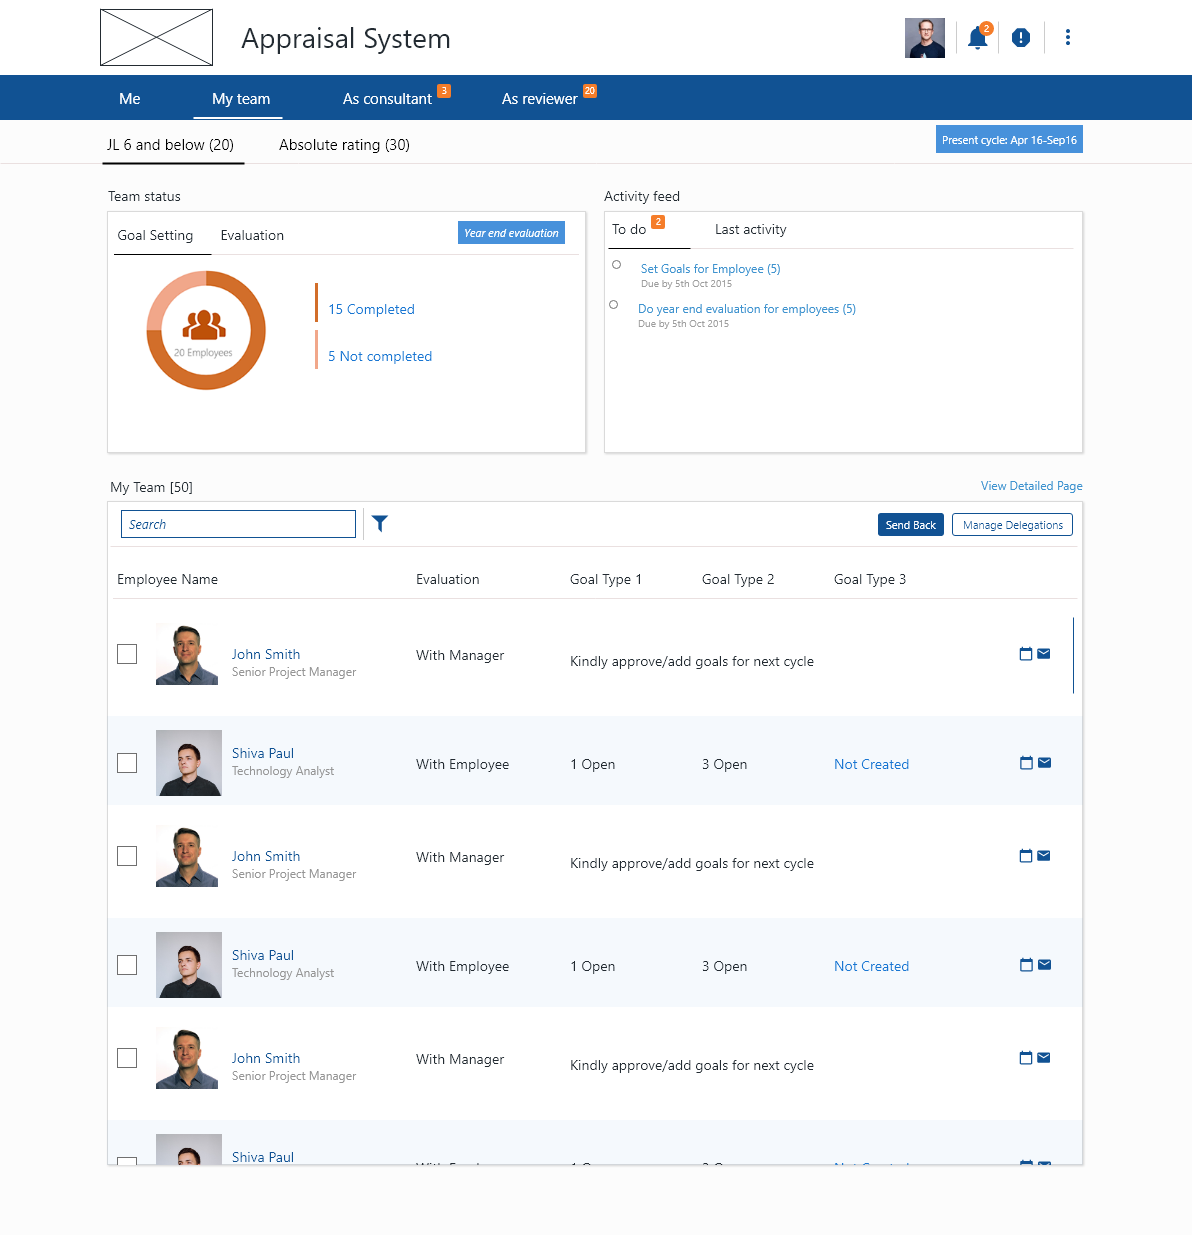 Appraisal System
2
Me
My team
As consultant 3
As reviewer 20
JL 6 and below (20)
Absolute rating (30)
Present cycle: Apr 16-Sep16
Team status
Goal Setting
Evaluation
Year end evaluation
20 Employees
15 Completed
5 Not completed
Activity feed
To do 2
Last activity
Set Goals for Employee (5)
Due by 5th Oct 2015
Do year end evaluation for employees (5)
Due by 5th Oct 2015
My Team [50]
View Detailed Page
Search
Send Back
Manage Delegations
Employee Name Evaluation Goal Type 1 Goal Type 2 Goal Type 3
John Smith
Senior Project Manager
With Manager
Kindly approve/add goals for next cycle
Shiva Paul
Technology Analyst
With Employee 1 Open 3 Open Not Created
John Smith
Senior Project Manager
With Manager
Kindly approve/add goals for next cycle
Shiva Paul
Technology Analyst
With Employee 1 Open 3 Open Not Created
John Smith
Senior Project Manager
With Manager
Kindly approve/add goals for next cycle
Shiva Paul